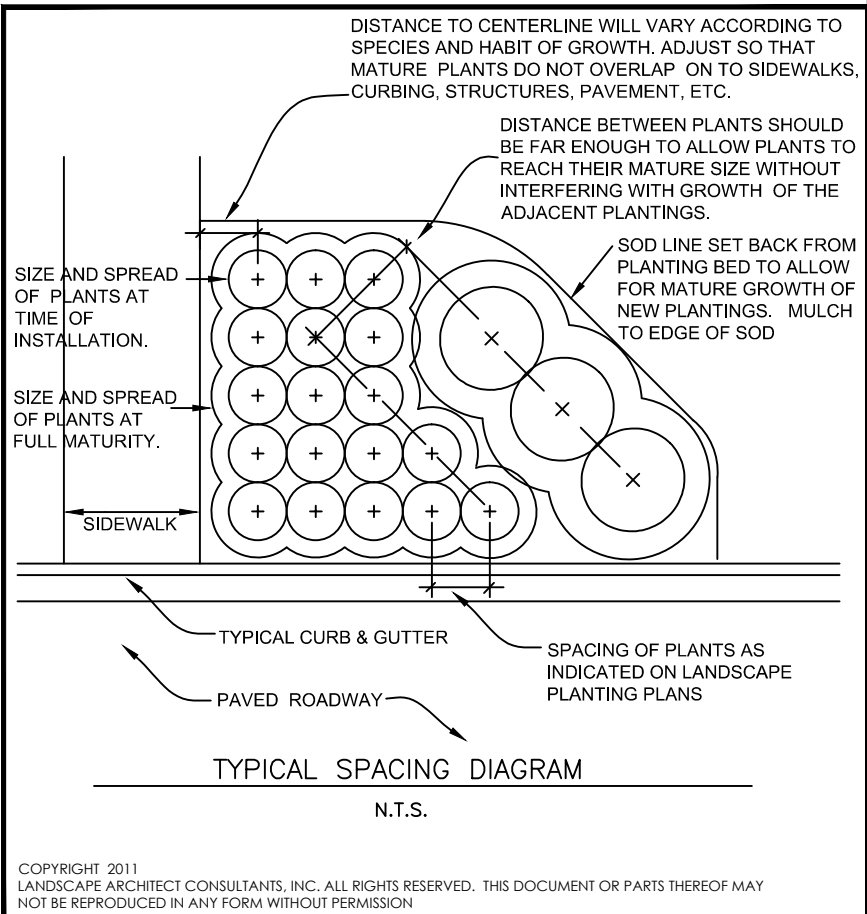 DISTANCE TO CENTERLINE WILL VARY ACCORDING TO
SPECIES AND HABIT OF GROWTH. ADJUST SO THAT
MATURE PLANTS DO NOT OVERLAP ON TO SIDEWALKS,
CURBING, STRUCTURES, PAVEMENT, ETC.
DISTANCE BETWEEN PLANTS SHOULD
BE FAR ENOUGH TO ALLOW PLANTS TO
REACH THEIR MATURE SIZE WITHOUT
INTERFERING WITH GROWTH OF THE
ADJACENT PLANTINGS.
SOD LINE SET BACK FROM
PLANTING BED TO ALLOW
FOR MATURE GROWTH OF
NEW PLANTINGS. MULCH
TO EDGE OF SOD
SIZE AND SPREAD
OF PLANTS AT
TIME OF
INSTALLATION.
SIZE AND SPREAD
OF PLANTS AT
FULL MATURITY.
SIDEWALK
TYPICAL CURB & GUTTER
SPACING OF PLANTS AS
INDICATED ON LANDSCAPE
PLANTING PLANS
PAVED ROADWAY
TYPICAL SPACING DIAGRAM
N.T.S.
COPYRIGHT 2011
LANDSCAPE ARCHITECT CONSULTANTS, INC. ALL RIGHTS RESERVED. THIS DOCUMENT OR PARTS THEREOF MAY
NOT BE REPRODUCED IN ANY FORM WITHOUT PERMISSION